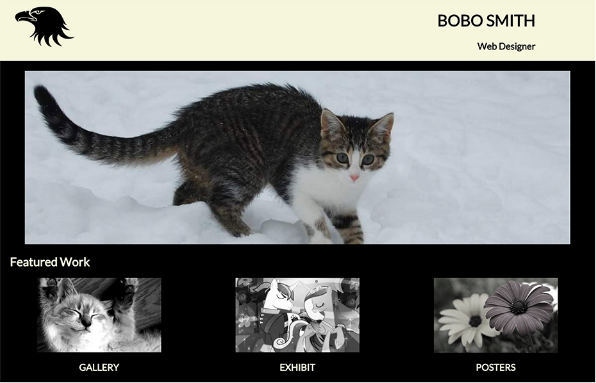 BOBO SMITH
Web Designer
Featured Work
GALLERY
EXHIBIT
POSTERS